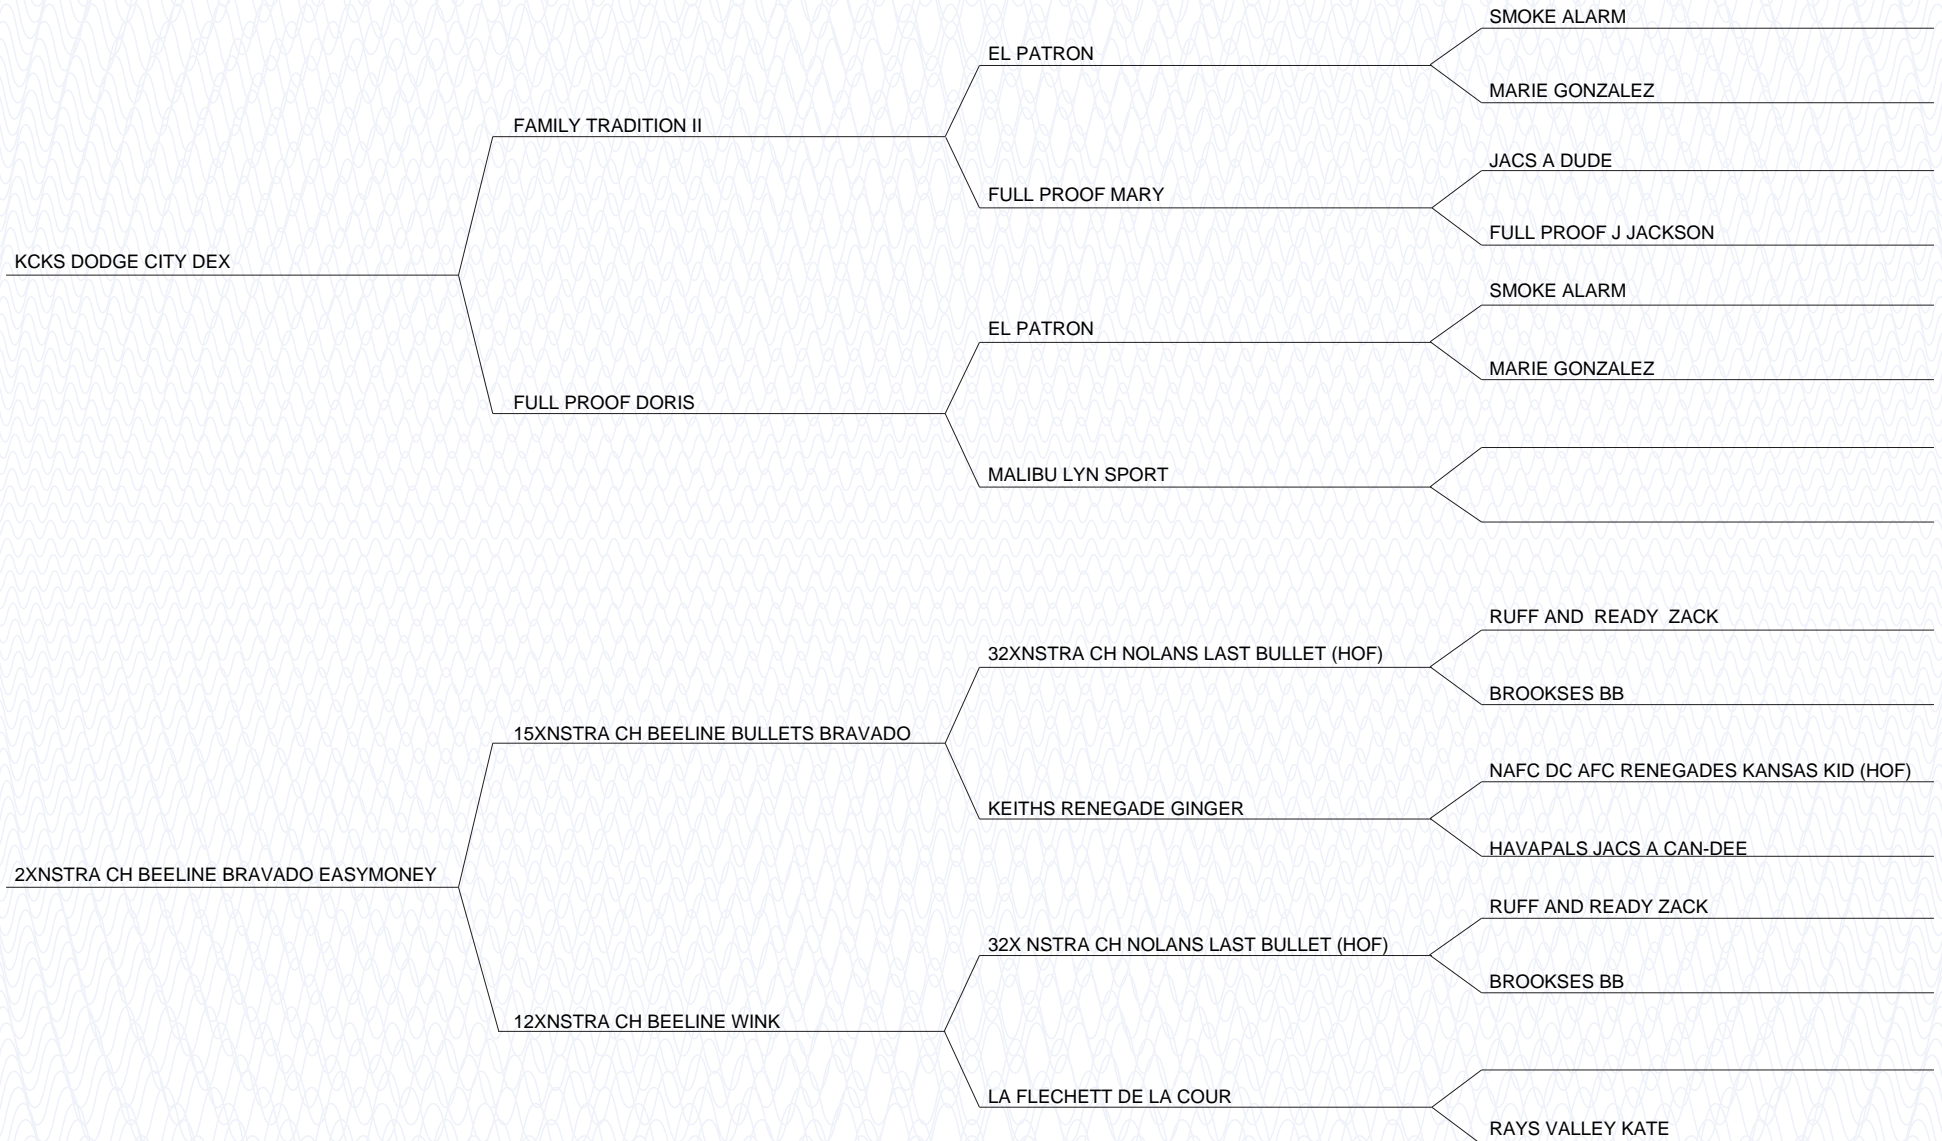 SMOKE ALARM
EL PATRON
MARIE GONZALEZ
FAMILY TRADITION II
JACS A DUDE
FULL PROOF MARY
FULL PROOF J JACKSON
KCKS DODGE CITY DEX
SMOKE ALARM
EL PATRON
MARIE GONZALEZ
FULL PROOF DORIS
MALIBU LYN SPORT
RUFF AND  READY  ZACK
32XNSTRA CH NOLANS LAST BULLET (HOF)
BROOKSES BB
15XNSTRA CH BEELINE BULLETS BRAVADO
NAFC DC AFC RENEGADES KANSAS KID (HOF)
KEITHS RENEGADE GINGER
HAVAPALS JACS A CAN-DEE
2XNSTRA CH BEELINE BRAVADO EASYMONEY
RUFF AND READY ZACK
32X NSTRA CH NOLANS LAST BULLET (HOF)
BROOKSES BB
12XNSTRA CH BEELINE WINK
LA FLECHETT DE LA COUR
RAYS VALLEY KATE